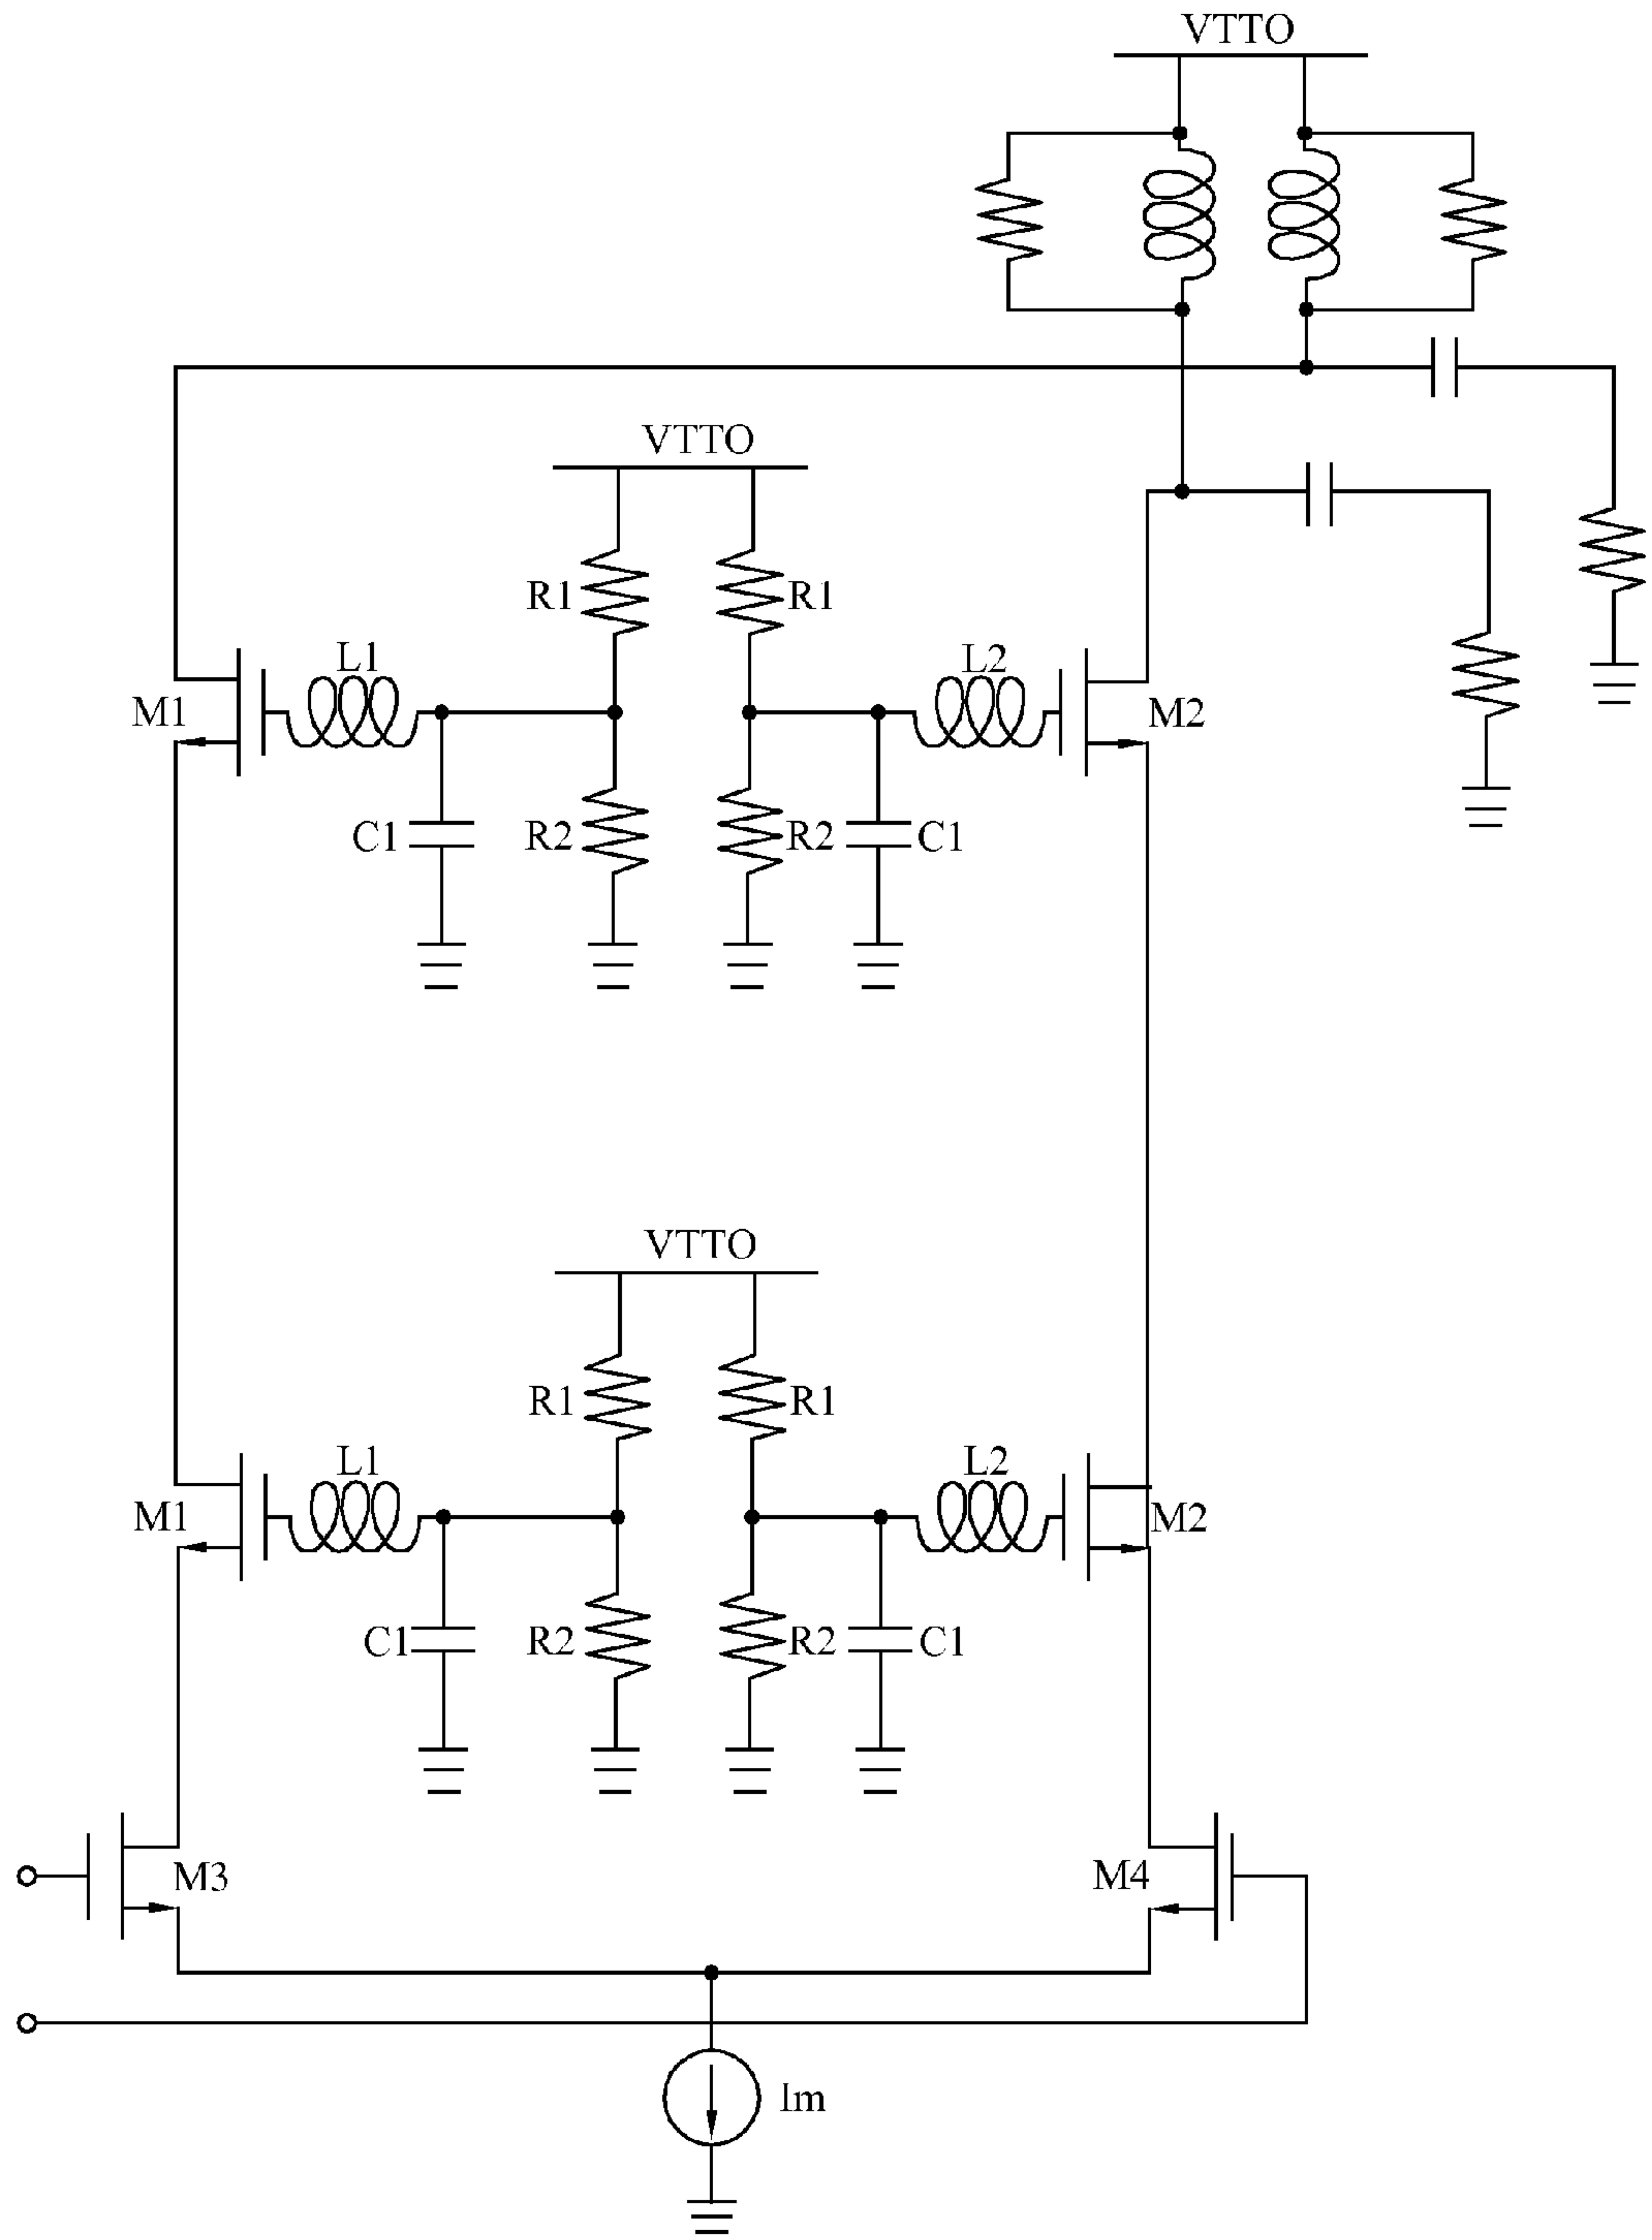 VTTO
VTTO
R1 R1
L1 L2
M1 M2
C1 R2 R2 C1
VTTO
R1 R1
L1 L2
M1 M2
C1 R2 R2 C1
M3 M4
Im